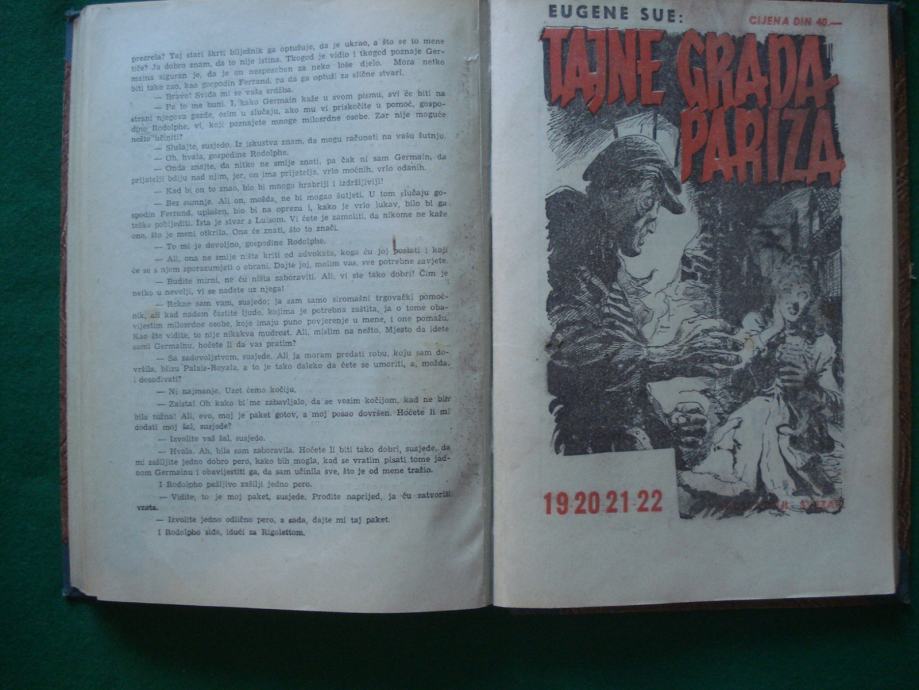 prezrela? Taj stari škrti bilježnik ga optužuje, da je ukrao, a što se to mene
tiče? Ja dobro znam, da to nije istina. Tkogod je vidio i tkogod poznaje Ger-
maina siguran je, da je on nesposoban za neko loše djelo. Mora netko
biti tako zao, kao gospodin Ferrand, pa da ga optuži za slične stvari.
— Bravo! Sviđa mi se vaša srdžba.
— Pa to me buni. I, kako Germain kaže u svom pismu, svi će biti na
strani njegova gazde, osim u slučaju, ako mu vi priskočite u pomoć, gospo-
dine Rodolphe, vi, koji poznajete mnoge milosrdne osobe. Zar nije moguće
nešto učiniti?
— Slušajte, susjedo. Iz iskustva znam, da mogu računati na vašu šutnju.
— Oh, hvala, gospodine Rodolphe.
— Onda znajte, da nitko ne smije znati, pa čak ni sam Germain, da
prijatelji bdiju nad njim, jer, on ima prijatelja, vrlo moćnih, vrlo odanih.
— Kad bi on to znao, bio bi mnogo hrabriji i izdržljiviji!
— Bez sumnje. Ali on, možda, ne bi mogao šutjeti. U tom slučaju go-
spodin Ferrand, uplašen, bio bi na oprezu i, kako je vrlo lukav, bilo bi ga
teško pobijediti. Ista je stvar s Luisom. Vi ćete je zamoliti, da nikome ne kaže
ono, što je meni otkrila. Ona će znati, što to znači.
— To mi je dovoljno, gospodine Rodolphe.
— Ali, ona ne smije ništa kriti od advokata, koga ću joj poslati i koji
će se s njom sporazumjeti o obrani. Dajte joj, molim vas, sve potrebne savjete.
— Budite mirni, ne ću ništa zaboraviti. Ali, vi ste tako dobri! Čim je
netko u nevolji, vi se nađete uz njega!
— Rekao sam vam, susjedo; ja sam samo siromašni trgovački pomoć-
nik, ali kad nađem čestite ljude, kojima je potrebna zaštita, ja o tome oba-
vijestim milosrdne osobe, koje imaju puno povjerenje u mene, i one pomažu.
Kao što vidite, to nije nikakva mudrost. Ali, mislim na nešto. Mjesto da idete
sami Germainu, hoćete li da vas pratim?
— Sa zadovoljstvom, susjede. Ali ja moram predati robu, koju sam do-
vršila, blizu Palais-Royala, a to je tako daleko da ćete se umoriti, a, možda,
i dosađivati?
— Ni najmanje. Uzet ćemo kočiju.
— Zaista! Oh kako bi me zabavljalo, da se vozim kočijom, kad ne bih
bila tužna! Ali, evo, moj je paket gotov, a moj posao dovršen. Hoćete li mi
dodati moj šal, susjede?
— Izvolite vaš šal, susjedo.
— Hvala. Ah, bila sam zaboravila. Hoćete li biti tako dobri, susjede, da
mi zašiljite jedno dobro pero, kako bih mogla, kad se vratim pisati tome jad-
nom Germainu i obavijestiti ga, da sam učinila sve, što je od mene tražio.
I Rodolphe pažljivo zašilji jedno pero.
— Vidite, to je moj paket, susjede. Prođite naprijed, ja ću zatvoriti
vrata.
— Izvolite jedno odlično pero, a sada, dajte mi taj paket.
I Rodolphe siđe, idući za Rigolettom.
EUGENE SUE:
CIJENA DIN 40.—
TAJNE GRADA
PARIZA
19·20·21·22